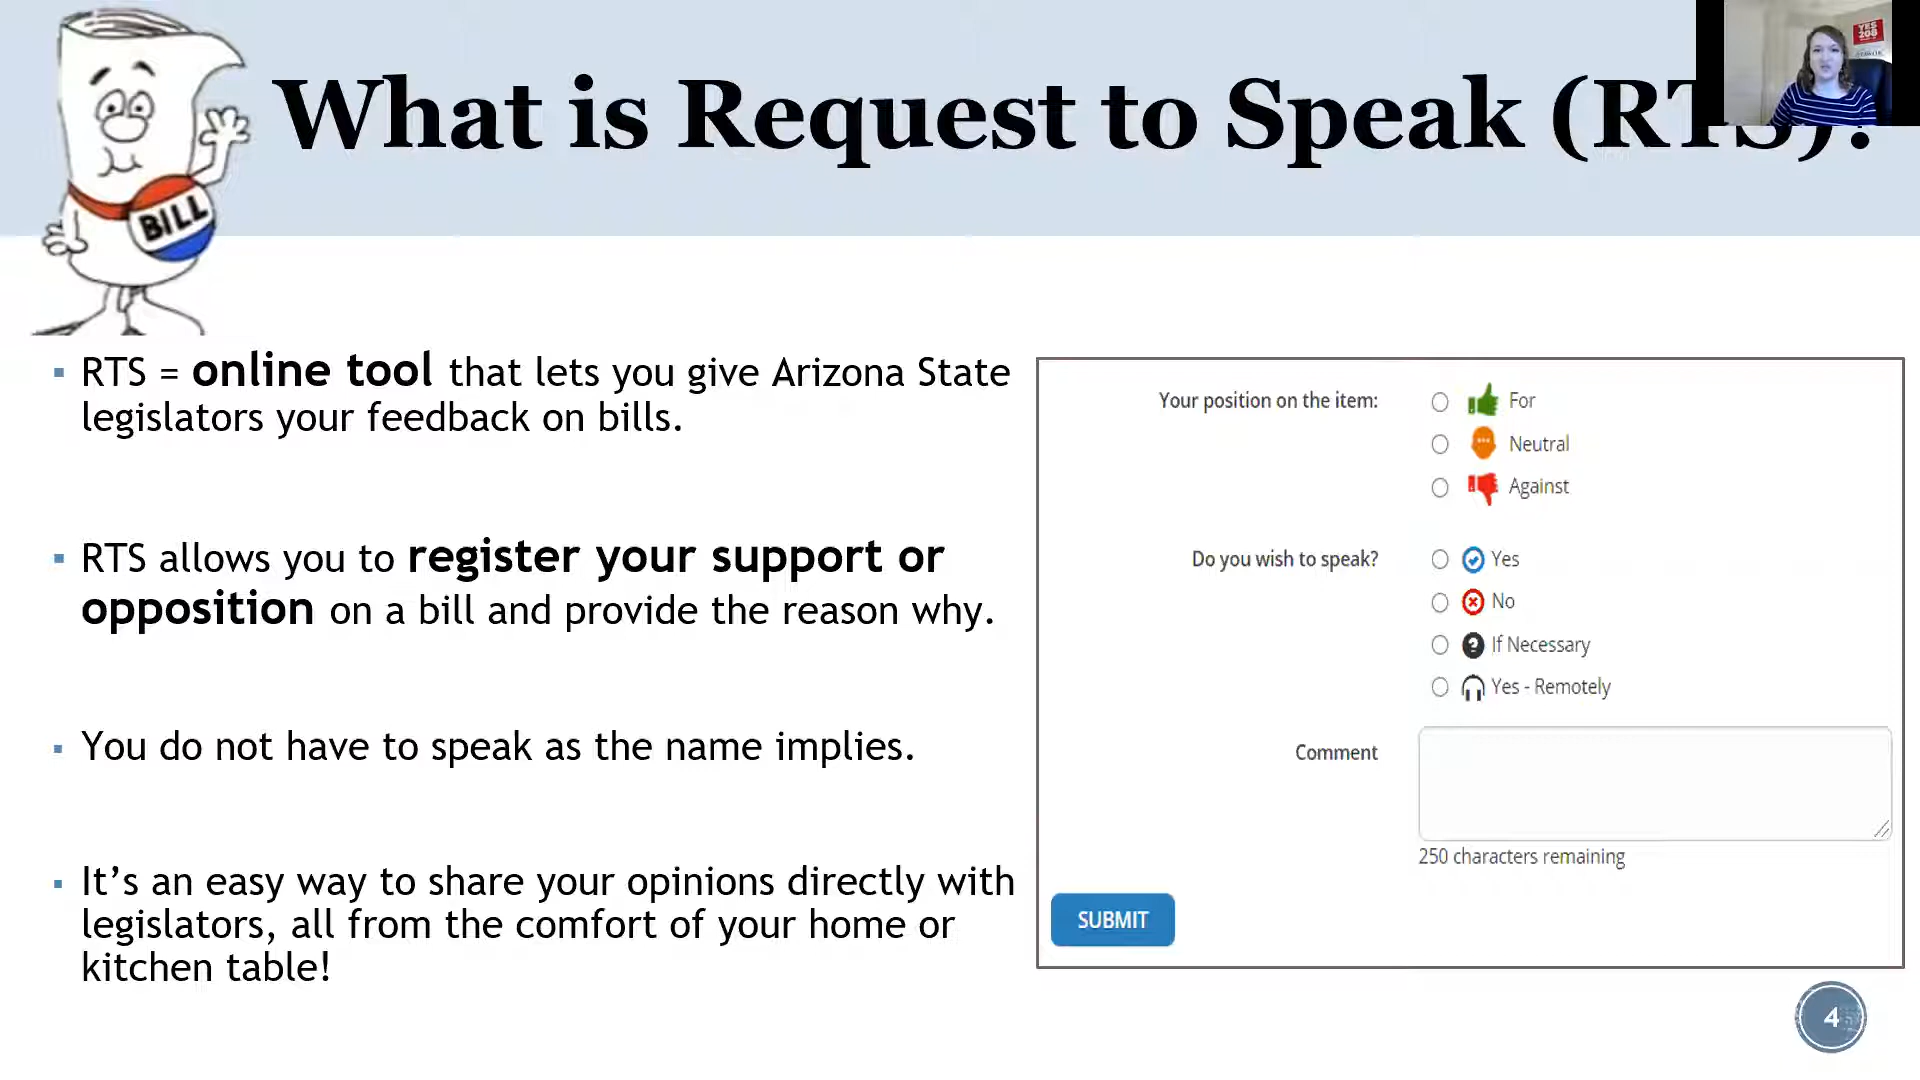 What is Request to Speak (RTS)?
YES
208
BILL
▪ RTS = online tool that lets you give Arizona State
legislators your feedback on bills.
▪ RTS allows you to register your support or
opposition on a bill and provide the reason why.
▪ You do not have to speak as the name implies.
▪ It’s an easy way to share your opinions directly with
legislators, all from the comfort of your home or
kitchen table!
Your position on the item:
For
Neutral
Against
Do you wish to speak?
Yes
No
If Necessary
Yes - Remotely
Comment
250 characters remaining
SUBMIT
4